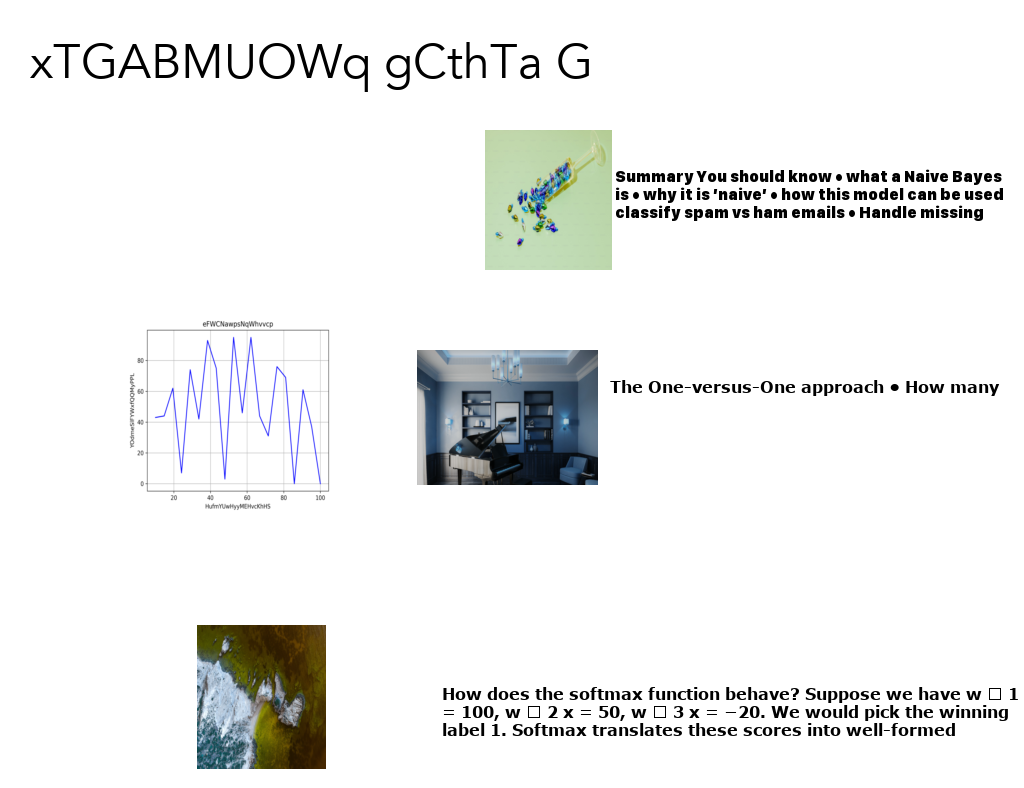 xTGABMUOWq gCthTa G
Summary You should know • what a Naive Bayes
is • why it is 'naive' • how this model can be used
classify spam vs ham emails • Handle missing
eFWCNawpsNqWhvvcp
80
60
40
20
0
20 40 60 80 100
HufmYUwHyyMEHvcKhHS
The One-versus-One approach • How many
How does the softmax function behave? Suppose we have w □ 1
= 100, w □ 2 x = 50, w □ 3 x = −20. We would pick the winning
label 1. Softmax translates these scores into well-formed